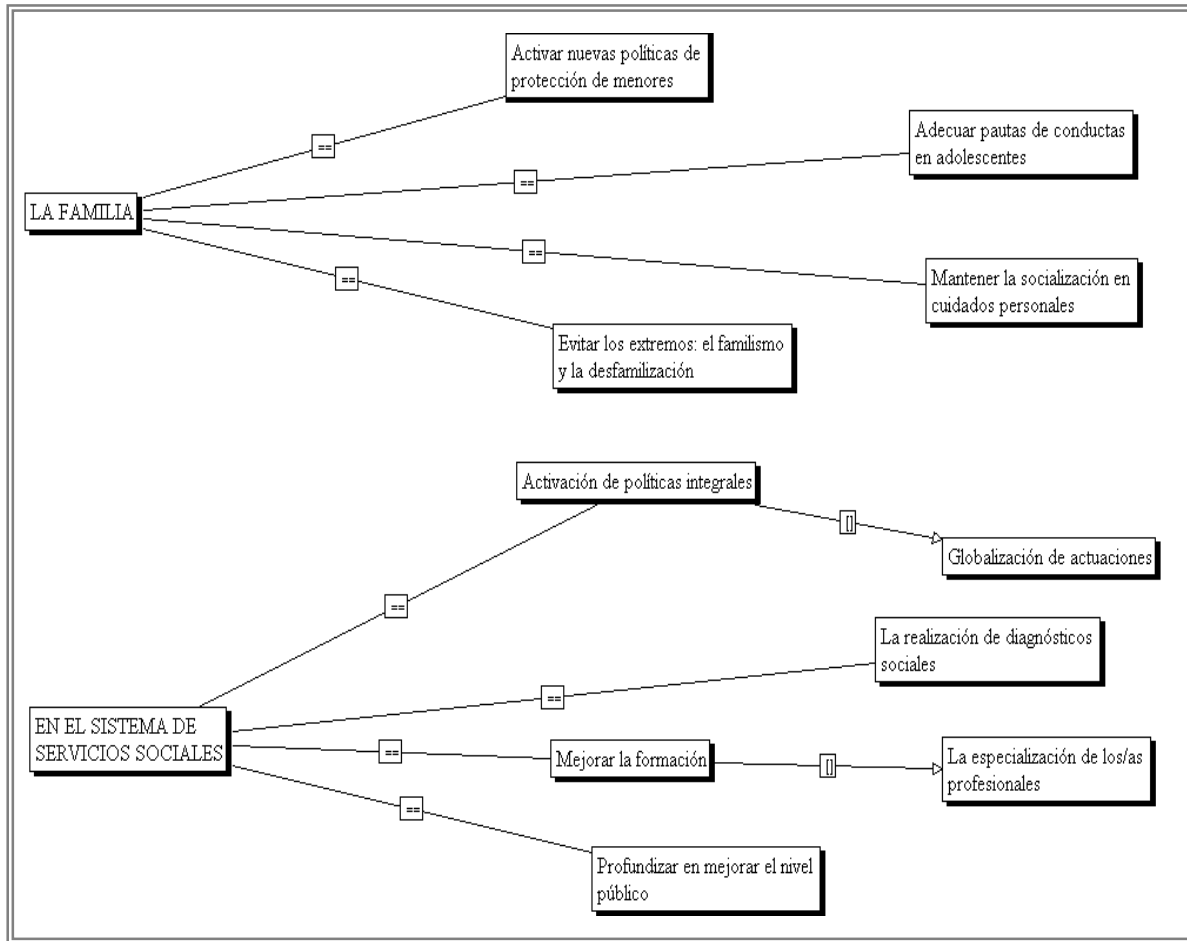 Activar nuevas políticas de
protección de menores
==
Adecuar pautas de conductas
en adolescentes
==
LA FAMILIA
==
Mantener la socialización en
cuidados personales
==
Evitar los extremos: el familismo
y la desfamilización
Activación de políticas integrales
[]
Globalización de actuaciones
==
La realización de diagnósticos
sociales
==
EN EL SISTEMA DE
SERVICIOS SOCIALES
==
Mejorar la formación
[]
La especialización de los/as
profesionales
==
Profundizar en mejorar el nivel
público